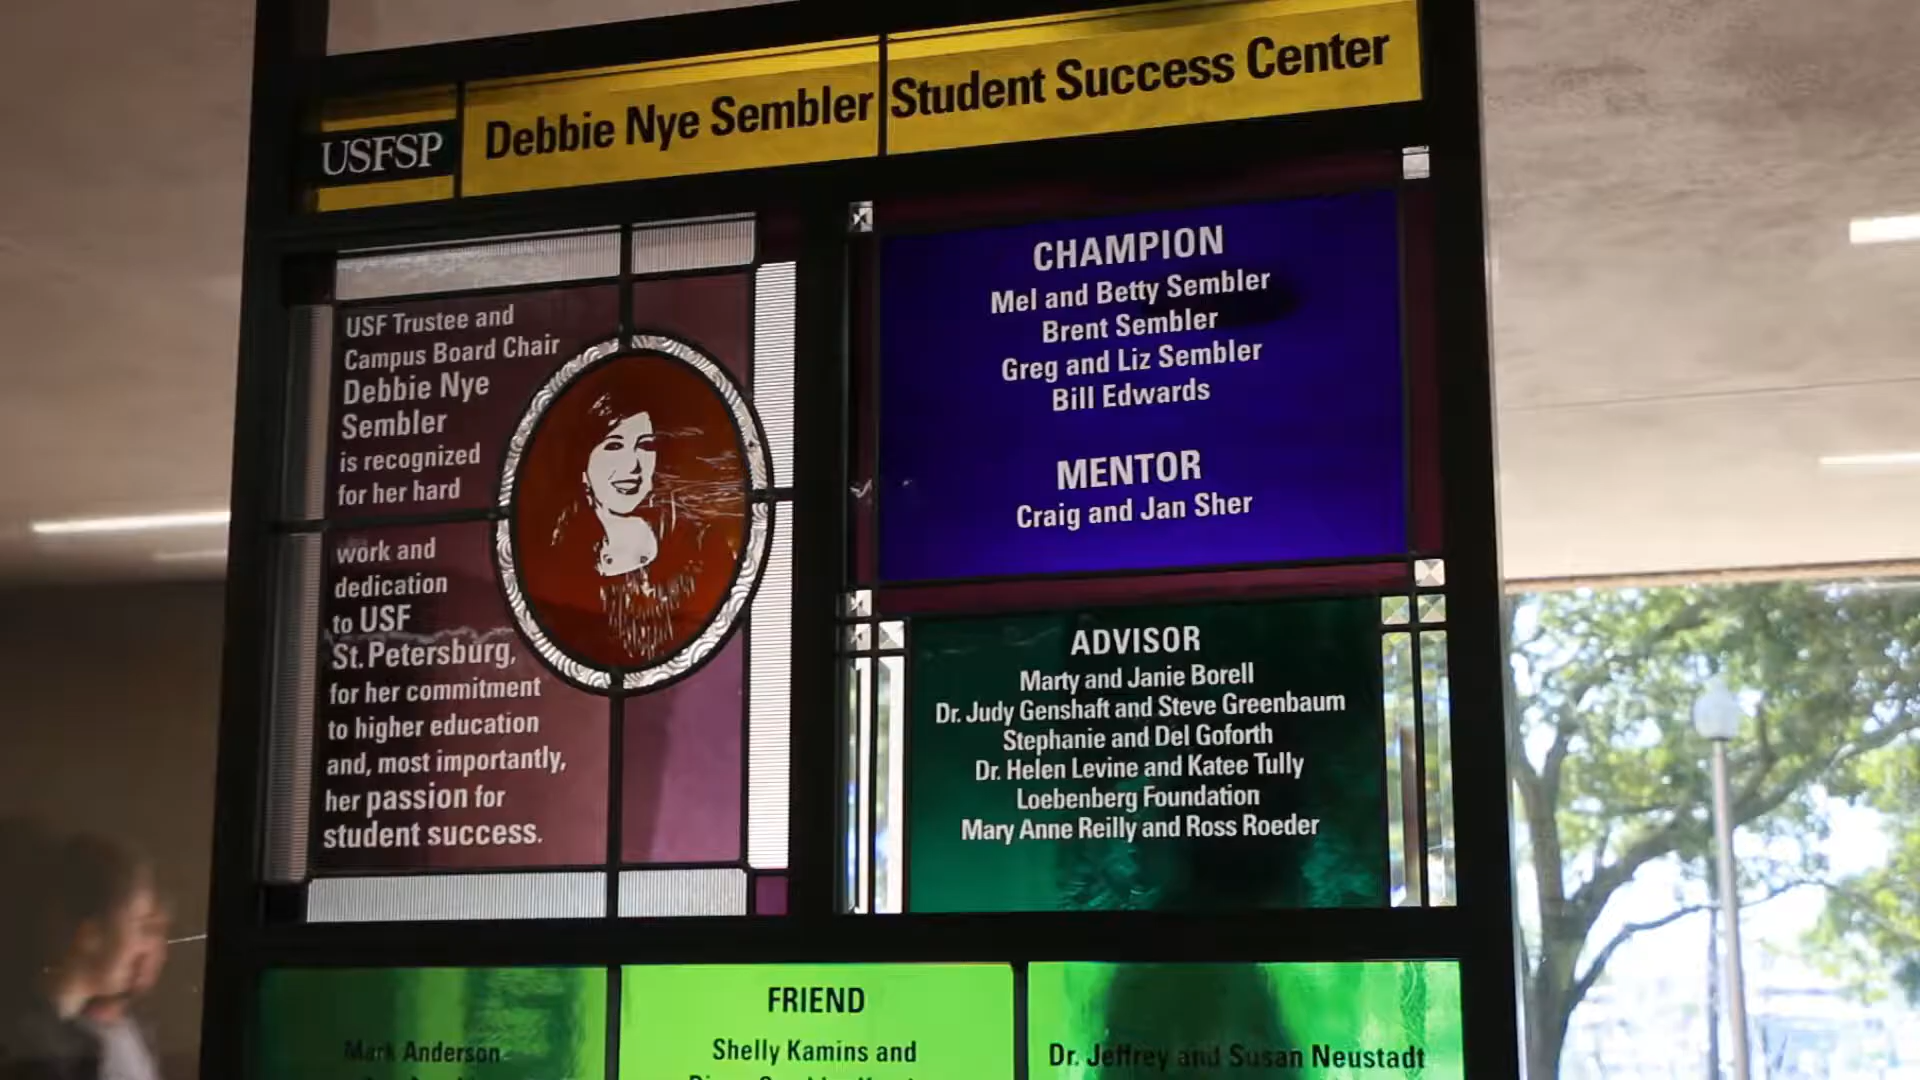 USFSP
Debbie Nye Sembler Student Success Center
USF Trustee and
Campus Board Chair
Debbie Nye
Sembler
is recognized
for her hard
work and
dedication
to USF
St. Petersburg,
for her commitment
to higher education
and, most importantly,
her passion for
student success.
CHAMPION
Mel and Betty Sembler
Brent Sembler
Greg and Liz Sembler
Bill Edwards
MENTOR
Craig and Jan Sher
ADVISOR
Marty and Janie Borell
Dr. Judy Genshaft and Steve Greenbaum
Stephanie and Del Goforth
Dr. Helen Levine and Katee Tully
Loebenberg Foundation
Mary Anne Reilly and Ross Roeder
FRIEND
Mark Anderson
Shelly Kamins and
Dr. Jeffrey and Susan Neustadt